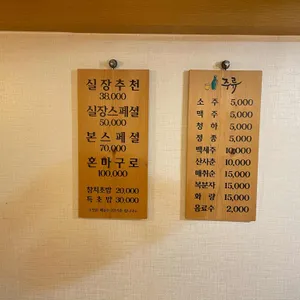 실장추천
38,000
실장스페셜
50,000
본스페셜
70,000
혼마구로
100,000
참치초밥 20,000
특초밥 30,000
주류
소주 5,000
맥주 5,000
청하 5,000
정종 5,000
백세주 10,000
산사춘 10,000
매취순 15,000
복분자 15,000
화랑 15,000
음료수 2,000